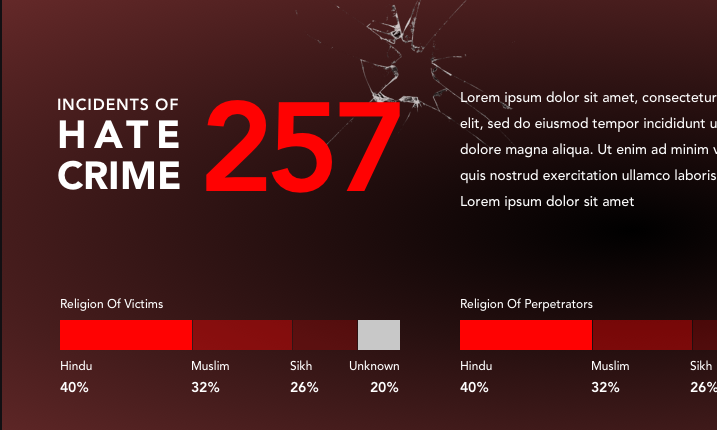 INCIDENTS OF
HATE
CRIME
257
Lorem ipsum dolor sit amet, consectetur
elit, sed do eiusmod tempor incididunt u
dolore magna aliqua. Ut enim ad minim v
quis nostrud exercitation ullamco laboris
Lorem ipsum dolor sit amet
Religion Of Victims
Hindu Muslim Sikh Unknown
40% 32% 26% 20%
Religion Of Perpetrators
Hindu Muslim Sikh
40% 32% 26%